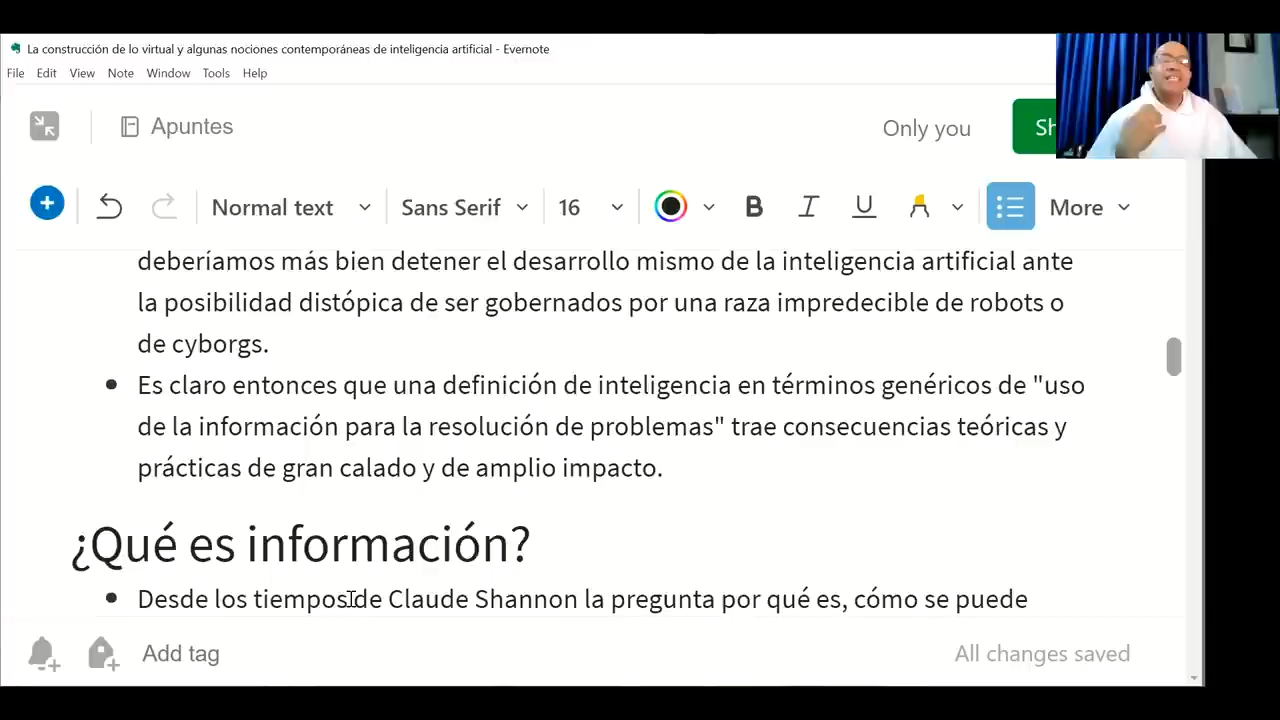 La construcción de lo virtual y algunas nociones contemporáneas de inteligencia artificial - Evernote
File Edit View Note Window Tools Help
Apuntes
Only you
Sh
Normal text
Sans Serif
16
B I U
More
deberíamos más bien detener el desarrollo mismo de la inteligencia artificial ante
la posibilidad distópica de ser gobernados por una raza impredecible de robots o
de cyborgs.
Es claro entonces que una definición de inteligencia en términos genéricos de "uso
de la información para la resolución de problemas" trae consecuencias teóricas y
prácticas de gran calado y de amplio impacto.
¿Qué es información?
Desde los tiempos de Claude Shannon la pregunta por qué es, cómo se puede
Add tag
All changes saved